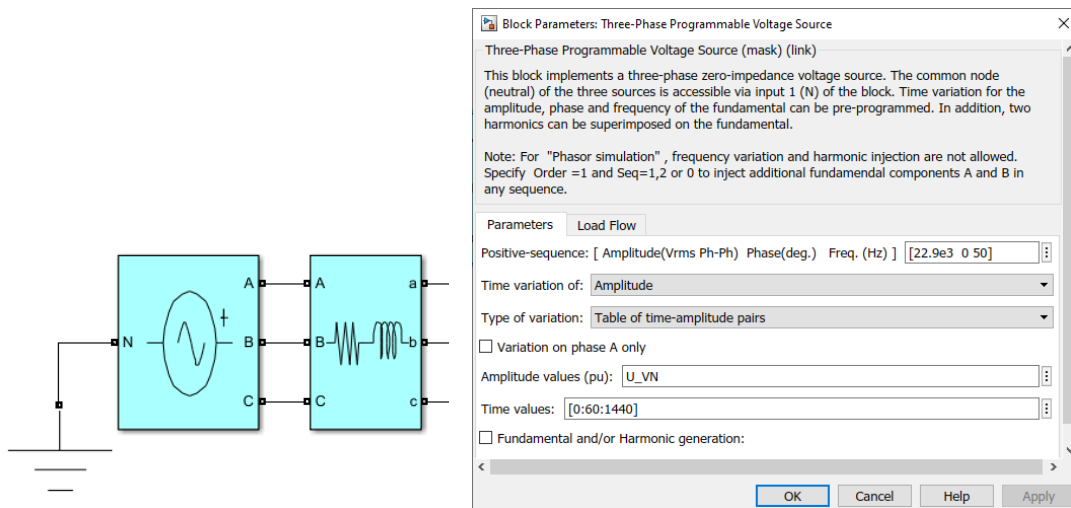 Block Parameters: Three-Phase Programmable Voltage Source
Three-Phase Programmable Voltage Source (mask) (link)
This block implements a three-phase zero-impedance voltage source. The common node
(neutral) of the three sources is accessible via input 1 (N) of the block. Time variation for the
amplitude, phase and frequency of the fundamental can be pre-programmed. In addition, two
harmonics can be superimposed on the fundamental.
Note: For "Phasor simulation" , frequency variation and harmonic injection are not allowed.
Specify Order =1 and Seq=1,2 or 0 to inject additional fundamendal components A and B in
any sequence.
Parameters Load Flow
Positive-sequence: [ Amplitude(Vrms Ph-Ph) Phase(deg.) Freq. (Hz) ] [22.9e3 0 50]
Time variation of: Amplitude
Type of variation: Table of time-amplitude pairs
Variation on phase A only
Amplitude values (pu): U_VN
Time values: [0:60:1440]
Fundamental and/or Harmonic generation:
OK Cancel Help Apply
A A a
N B B b
C C c